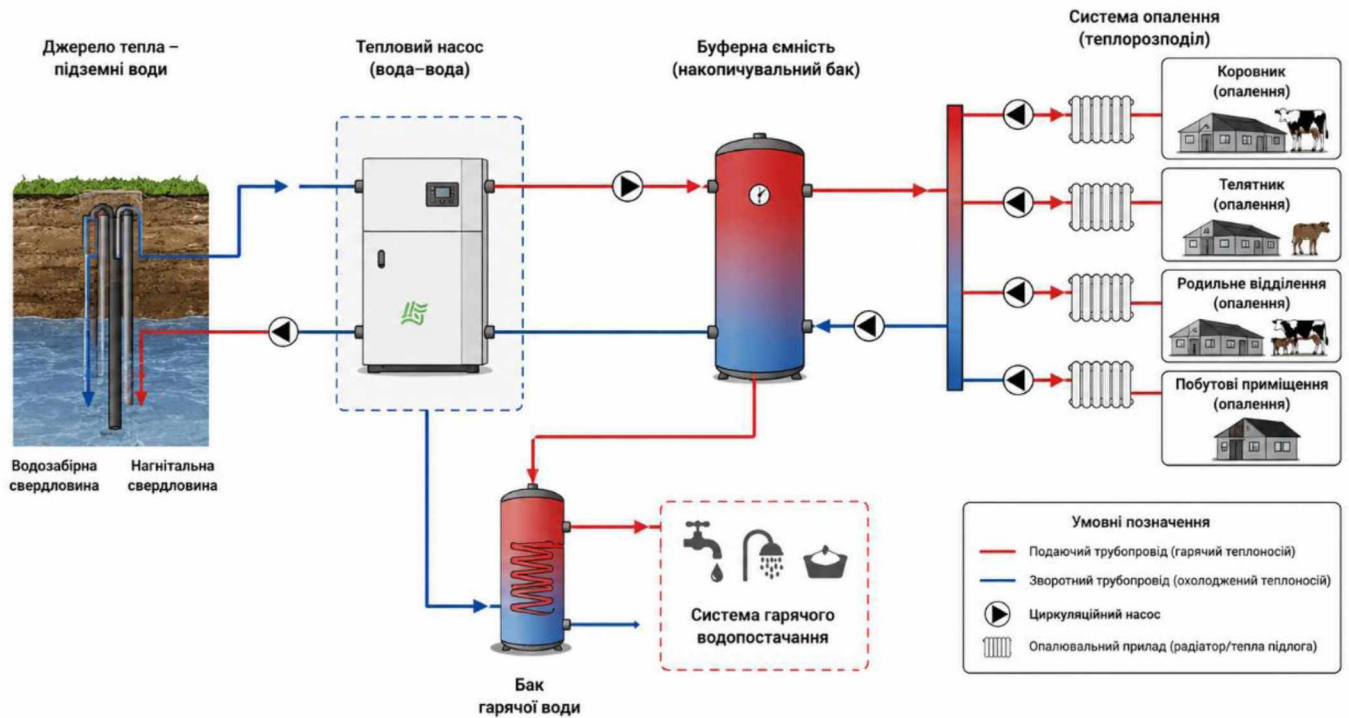 Джерело тепла –
підземні води
Тепловий насос
(вода–вода)
Буферна ємність
(накопичувальний бак)
Система опалення
(теплорозподіл)
Коровник
(опалення)
Телятник
(опалення)
Родильне відділення
(опалення)
Побутові приміщення
(опалення)
Водозабірна
свердловина
Нагнітальна
свердловина
Бак
гарячої води
Система гарячого
водопостачання
Умовні позначення
Подаючий трубопровід (гарячий теплоносій)
Зворотний трубопровід (охолоджений теплоносій)
Циркуляційний насос
Опалювальний прилад (радіатор/тепла підлога)